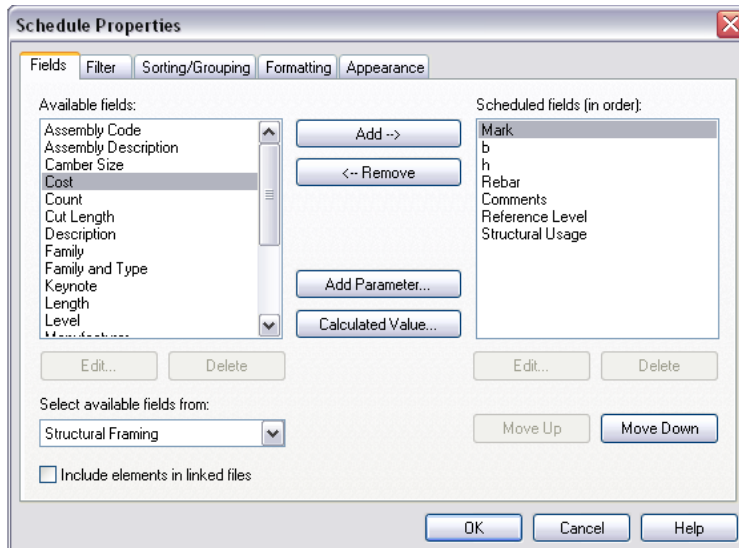 Schedule Properties
Fields Filter Sorting/Grouping Formatting Appearance
Available fields:
Assembly Code
Assembly Description
Camber Size
Cost
Count
Cut Length
Description
Family
Family and Type
Keynote
Length
Level
Add -->
<-- Remove
Add Parameter...
Calculated Value...
Scheduled fields (in order):
Mark
b
h
Rebar
Comments
Reference Level
Structural Usage
Edit... Delete
Edit... Delete
Select available fields from:
Structural Framing
Move Up Move Down
Include elements in linked files
OK Cancel Help